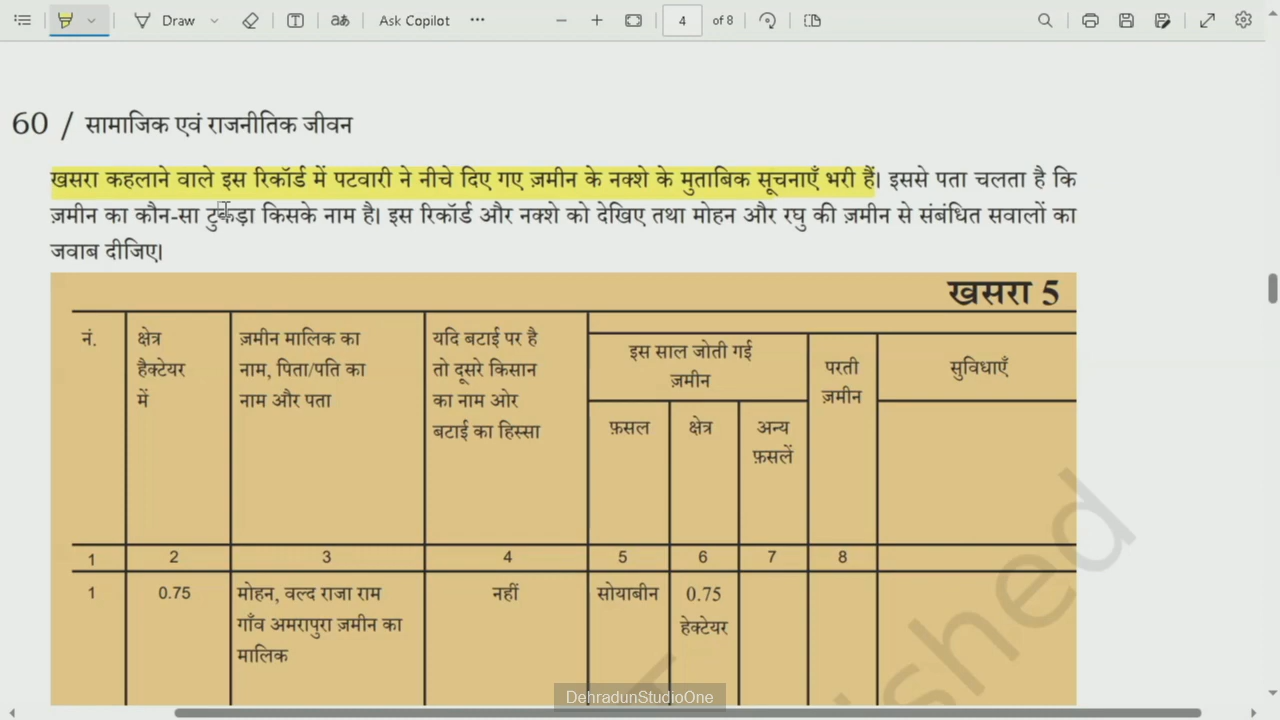 Draw
Ask Copilot
4 of 8
60 / सामाजिक एवं राजनीतिक जीवन
खसरा कहलाने वाले इस रिकॉर्ड में पटवारी ने नीचे दिए गए ज़मीन के नक्शे के मुताबिक सूचनाएँ भरी हैं। इससे पता चलता है कि
ज़मीन का कौन-सा टुकड़ा किसके नाम है। इस रिकॉर्ड और नक्शे को देखिए तथा मोहन और रघु की ज़मीन से संबंधित सवालों का
जवाब दीजिए।
खसरा 5
नं.
क्षेत्र
हैक्टेयर
में
ज़मीन मालिक का
नाम, पिता/पति का
नाम और पता
यदि बटाई पर है
तो दूसरे किसान
का नाम ओर
बटाई का हिस्सा
इस साल जोती गई
ज़मीन
फ़सल
क्षेत्र
अन्य
फ़सलें
परती
ज़मीन
सुविधाएँ
1 2 3 4 5 6 7 8
1
0.75
मोहन, वल्द राजा राम
गाँव अमरापुरा ज़मीन का
मालिक
नहीं
सोयाबीन
0.75
हेक्टेयर
DehradunStudioOne